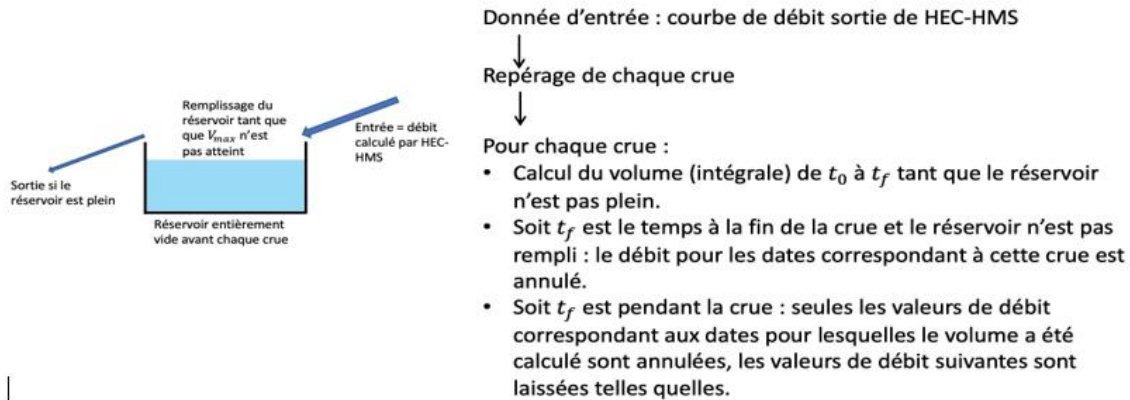 Donnée d'entrée : courbe de débit sortie de HEC-HMS
Repérage de chaque crue
Pour chaque crue :
• Calcul du volume (intégrale) de t₀ à t_f tant que le réservoir
n'est pas plein.
• Soit t_f est le temps à la fin de la crue et le réservoir n'est pas
rempli : le débit pour les dates correspondant à cette crue est
annulé.
• Soit t_f est pendant la crue : seules les valeurs de débit
correspondant aux dates pour lesquelles le volume a été
calculé sont annulées, les valeurs de débit suivantes sont
laissées telles quelles.
Remplissage du
réservoir tant que
que V_max n'est
pas atteint
Entrée = débit
calculé par HEC-
HMS
Sortie si le
réservoir est plein
Réservoir entièrement
vide avant chaque crue